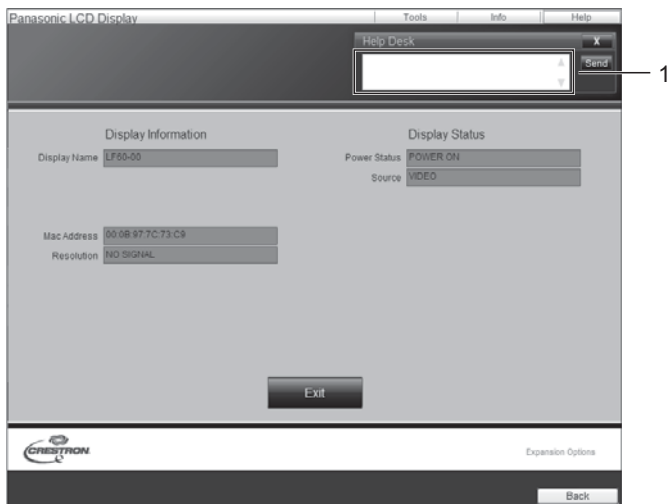 Panasonic LCD Display Tools Info Help
Help Desk X
Send
1
Display Information Display Status
Display Name LF60-00 Power Status POWER ON
Source VIDEO
Mac Address 00:0B:97:7C:73:C9
Resolution NO SIGNAL
Exit
CRESTRON Expansion Options
Back